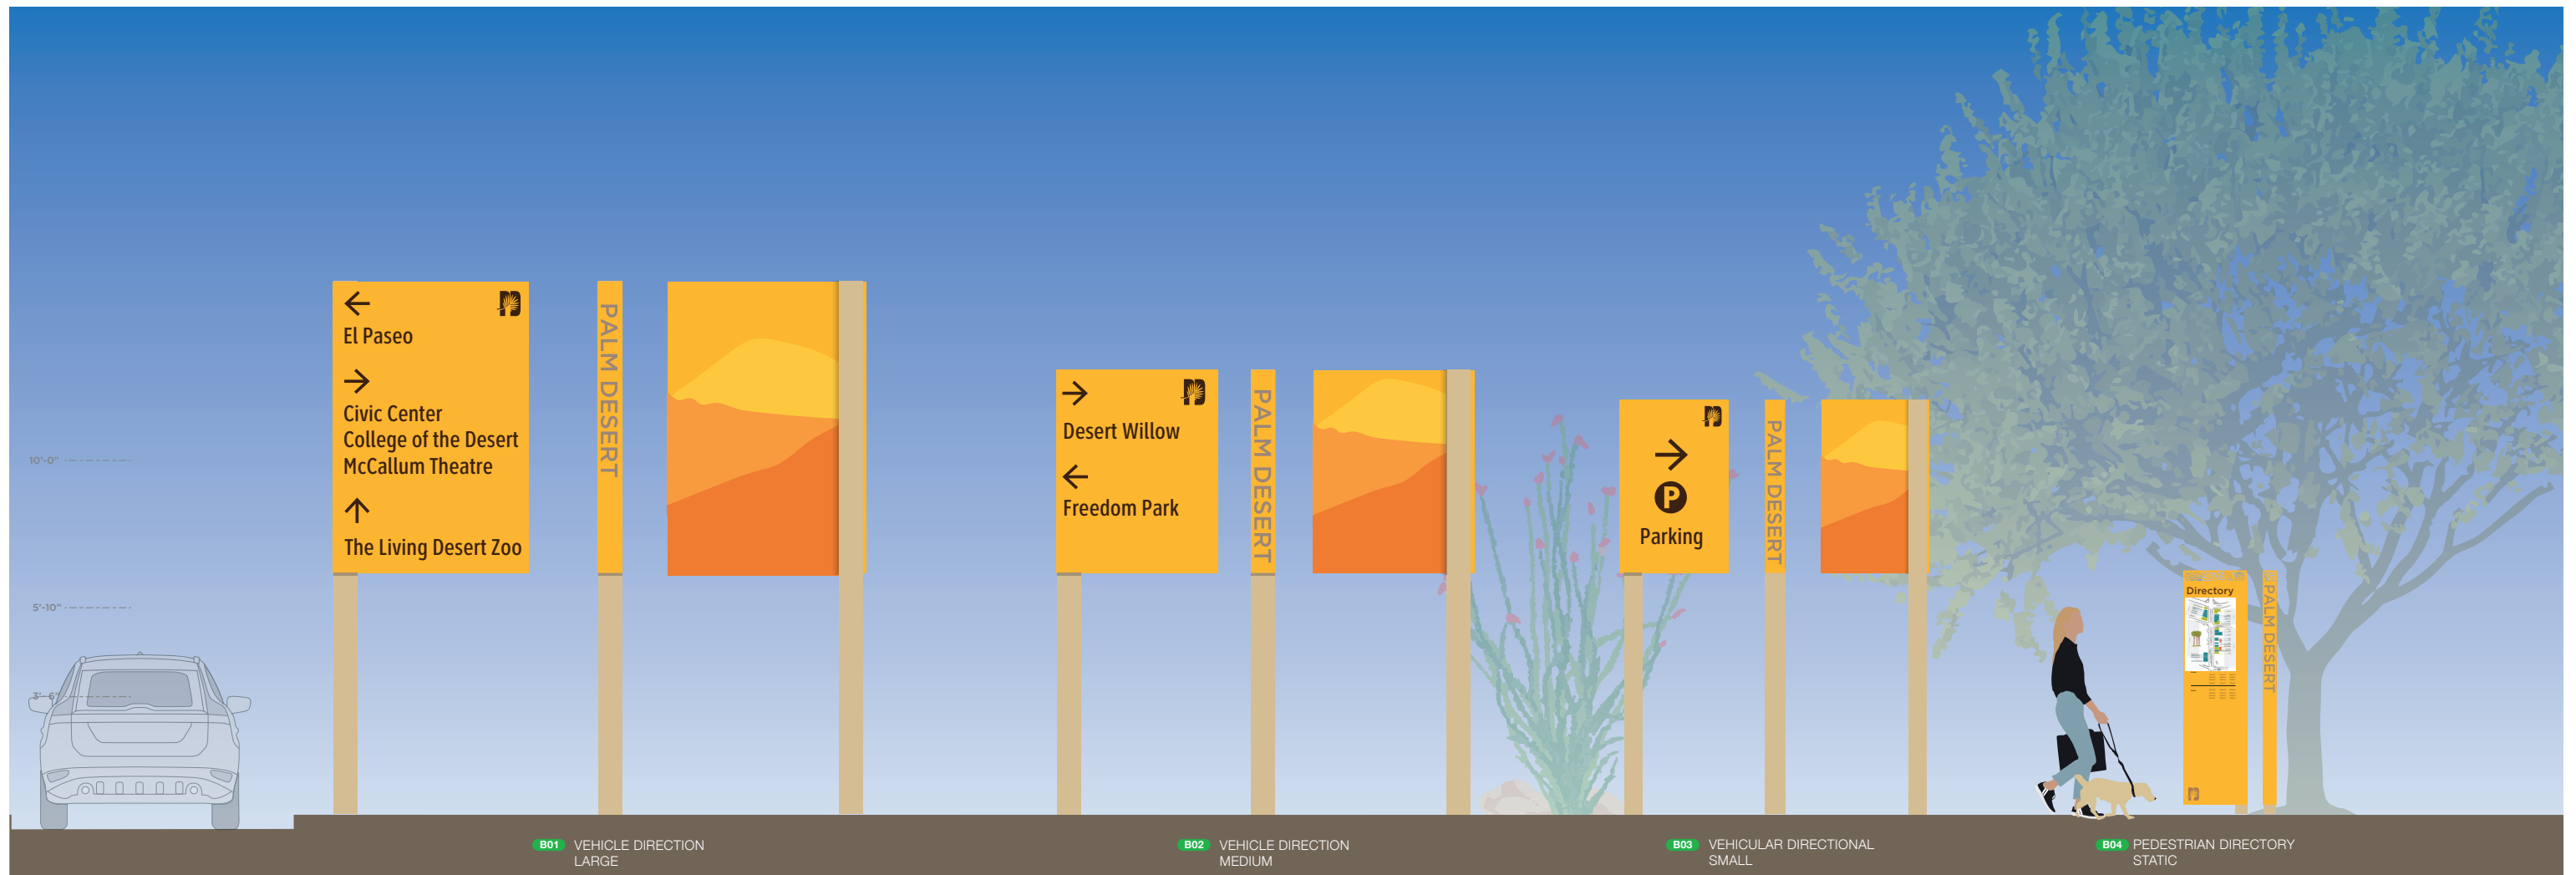 El Paseo
Civic Center
College of the Desert
McCallum Theatre
The Living Desert Zoo
PALM DESERT
Desert Willow
Freedom Park
PALM DESERT
P
Parking
PALM DESERT
Directory
PALM DESERT
10'-0"
5'-10"
3'-6"
B01 VEHICLE DIRECTION
LARGE
B02 VEHICLE DIRECTION
MEDIUM
B03 VEHICULAR DIRECTIONAL
SMALL
B04 PEDESTRIAN DIRECTORY
STATIC